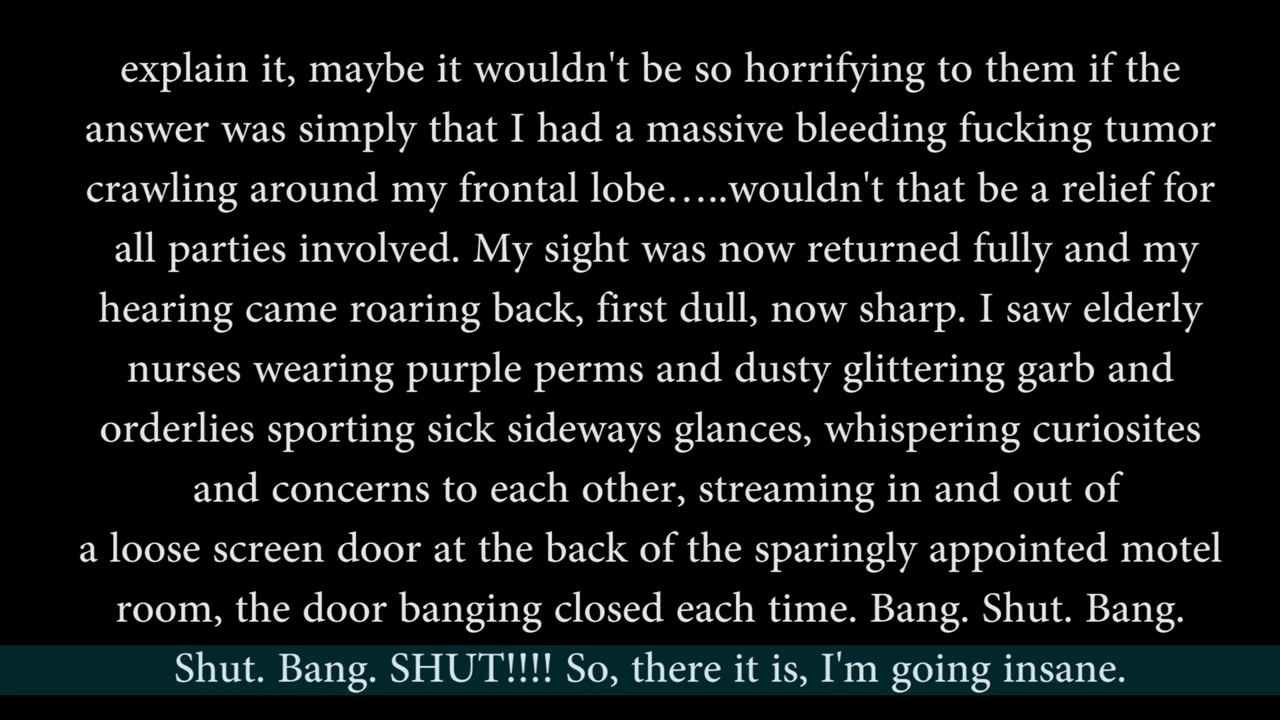 explain it, maybe it wouldn't be so horrifying to them if the
answer was simply that I had a massive bleeding fucking tumor
crawling around my frontal lobe…..wouldn't that be a relief for
all parties involved. My sight was now returned fully and my
hearing came roaring back, first dull, now sharp. I saw elderly
nurses wearing purple perms and dusty glittering garb and
orderlies sporting sick sideways glances, whispering curiosites
and concerns to each other, streaming in and out of
a loose screen door at the back of the sparingly appointed motel
room, the door banging closed each time. Bang. Shut. Bang.
Shut. Bang. SHUT!!!! So, there it is, I'm going insane.